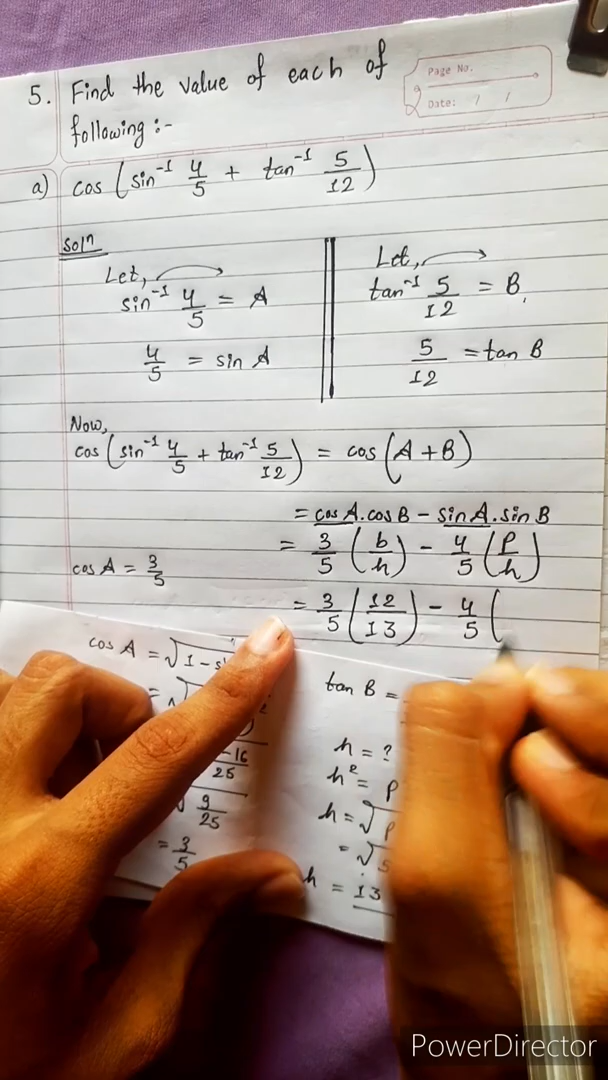 5. Find the value of each of
following :-
Page No.
Date: / /
a) cos (sin⁻¹ 4/5 + tan⁻¹ 5/12)
Solⁿ
Let,
sin⁻¹ 4/5 = A
4/5 = sin A
Let,
tan⁻¹ 5/12 = B,
5/12 = tan B
Now,
cos (sin⁻¹ 4/5 + tan⁻¹ 5/12) = cos (A + B)
= cos A . cos B − sin A . sin B
= 3/5 (b/h) − 4/5 (p/h)
cos A = 3/5
= 3/5 (12/13) − 4/5 (
cos A = √1 −
= √
−16
25
9/25
= 3/5
tan B =
h = ?
h² = p
h = √p
= √5
h = 13
PowerDirector